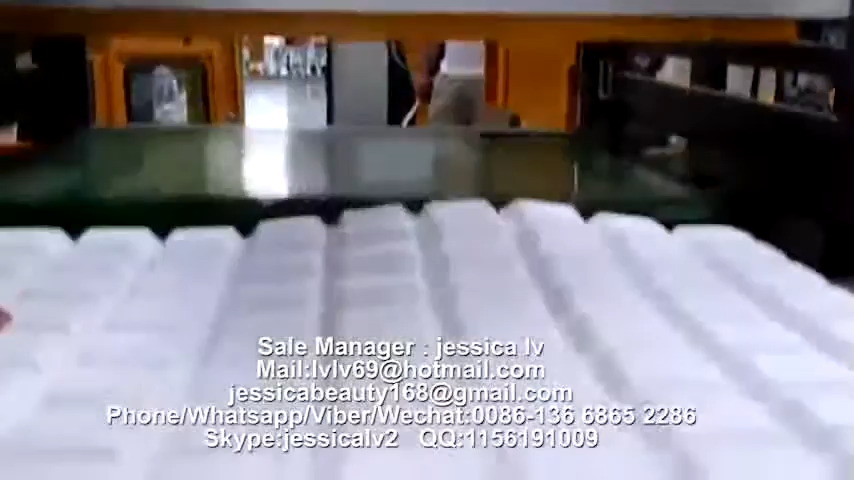 Sale Manager : jessica lv
Mail:lvlv69@hotmail.com
jessicabeauty168@gmail.com
Phone/Whatsapp/Viber/Wechat:0086-136 6865 2286
Skype:jessicalv2 QQ:1156191009